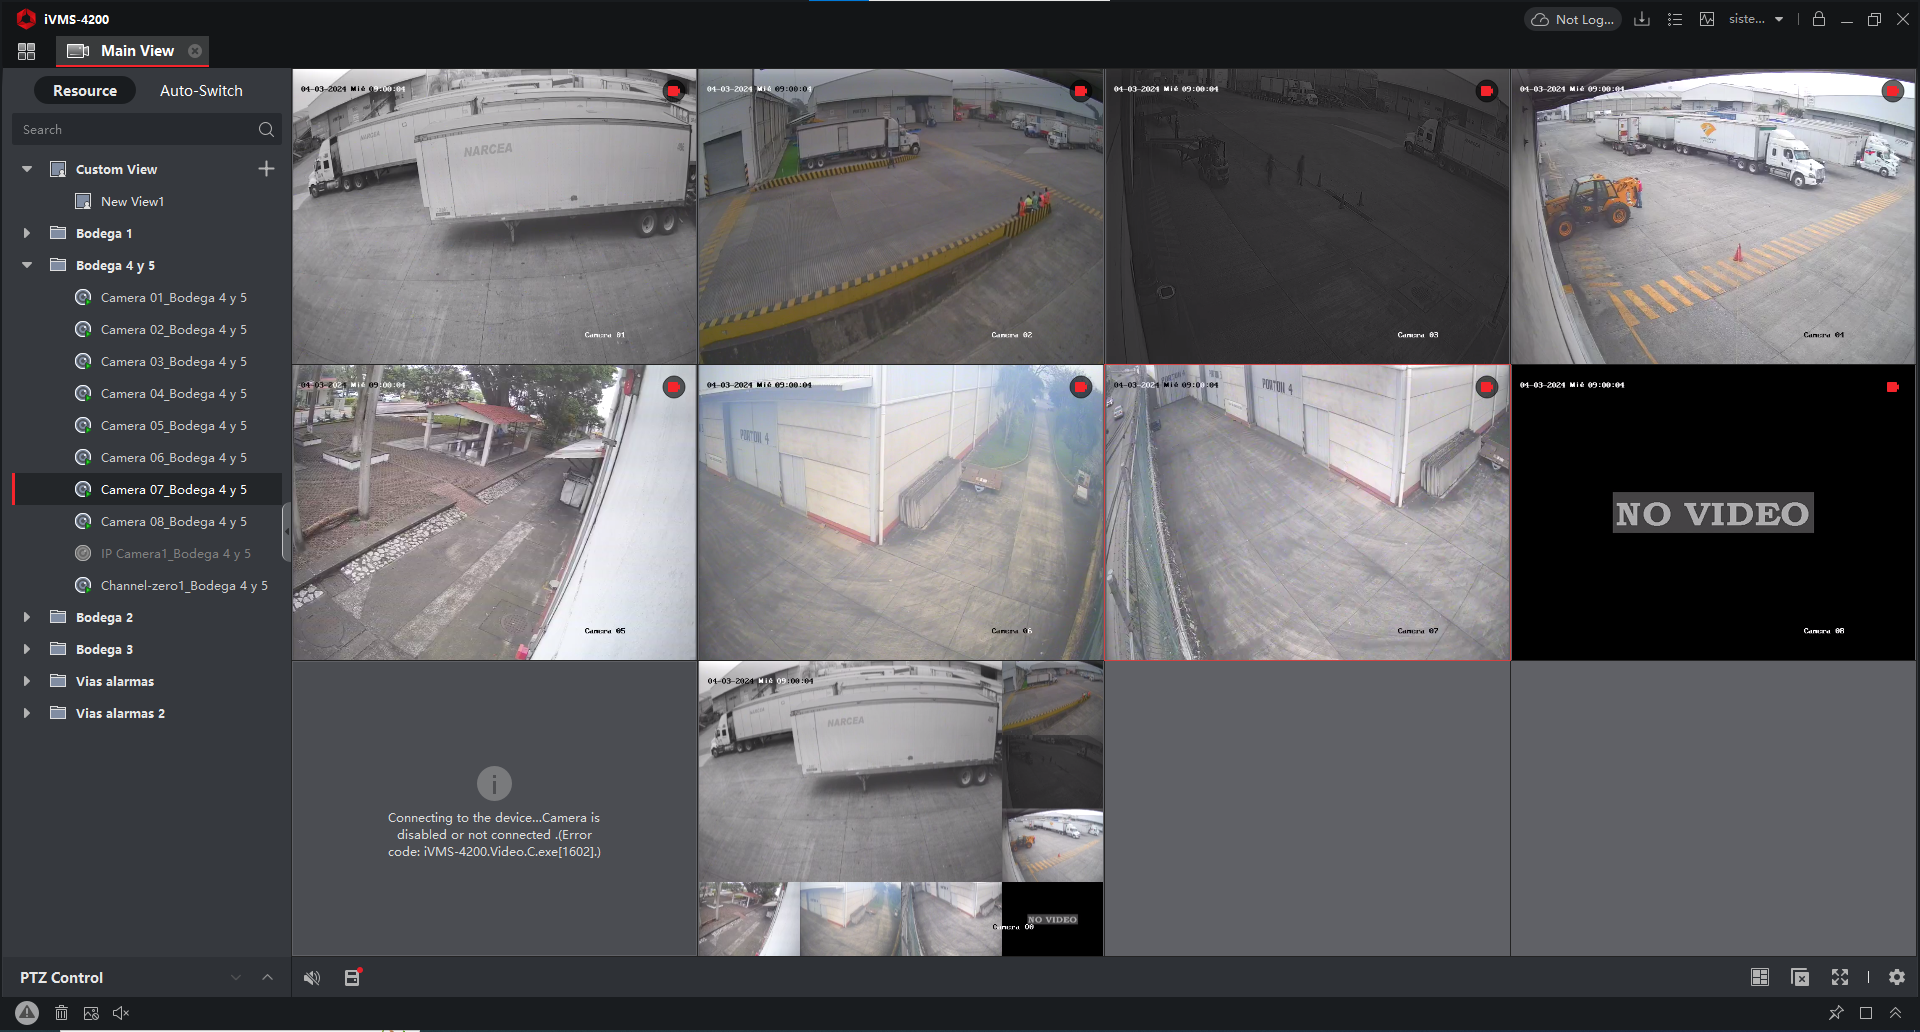 iVMS-4200
Not Log...
siste...
Main View
Resource
Auto-Switch
Search
Custom View
New View1
Bodega 1
Bodega 4 y 5
Camera 01_Bodega 4 y 5
Camera 02_Bodega 4 y 5
Camera 03_Bodega 4 y 5
Camera 04_Bodega 4 y 5
Camera 05_Bodega 4 y 5
Camera 06_Bodega 4 y 5
Camera 07_Bodega 4 y 5
Camera 08_Bodega 4 y 5
IP Camera1_Bodega 4 y 5
Channel-zero1_Bodega 4 y 5
Bodega 2
Bodega 3
Vias alarmas
Vias alarmas 2
PTZ Control
04-03-2024 Mié 09:00:04
NARCEA
NARCEA
Camera 01
04-03-2024 Mié 09:00:04
Camera 02
04-03-2024 Mié 09:00:04
Camera 03
04-03-2024 Mié 09:00:04
Camera 04
04-03-2024 Mié 09:00:04
Camera 05
04-03-2024 Mié 09:00:04
PORTON 4
Camera 06
04-03-2024 Mié 09:00:04
PORTON 4
Camera 07
04-03-2024 Mié 09:00:04
NO VIDEO
Camera 08
Connecting to the device...Camera is
disabled or not connected .(Error
code: iVMS-4200.Video.C.exe[1602].)
04-03-2024 Mié 09:00:04
NARCEA
NARCEA
NO VIDEO
Camera 08